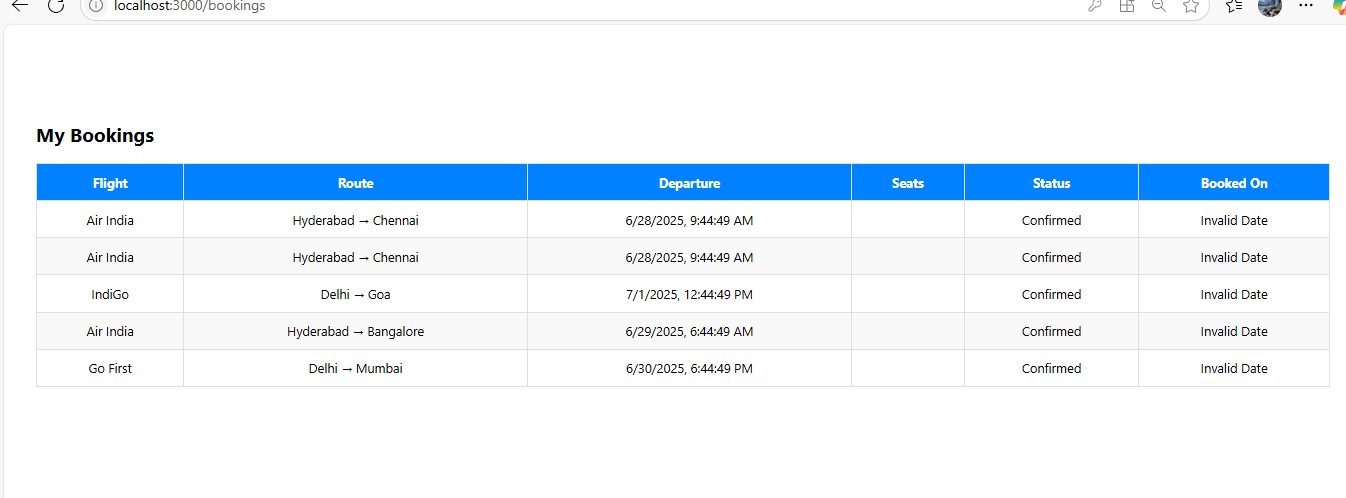 localhost:3000/bookings
My Bookings
Flight Route Departure Seats Status Booked On
Air India Hyderabad → Chennai 6/28/2025, 9:44:49 AM Confirmed Invalid Date
Air India Hyderabad → Chennai 6/28/2025, 9:44:49 AM Confirmed Invalid Date
IndiGo Delhi → Goa 7/1/2025, 12:44:49 PM Confirmed Invalid Date
Air India Hyderabad → Bangalore 6/29/2025, 6:44:49 AM Confirmed Invalid Date
Go First Delhi → Mumbai 6/30/2025, 6:44:49 PM Confirmed Invalid Date